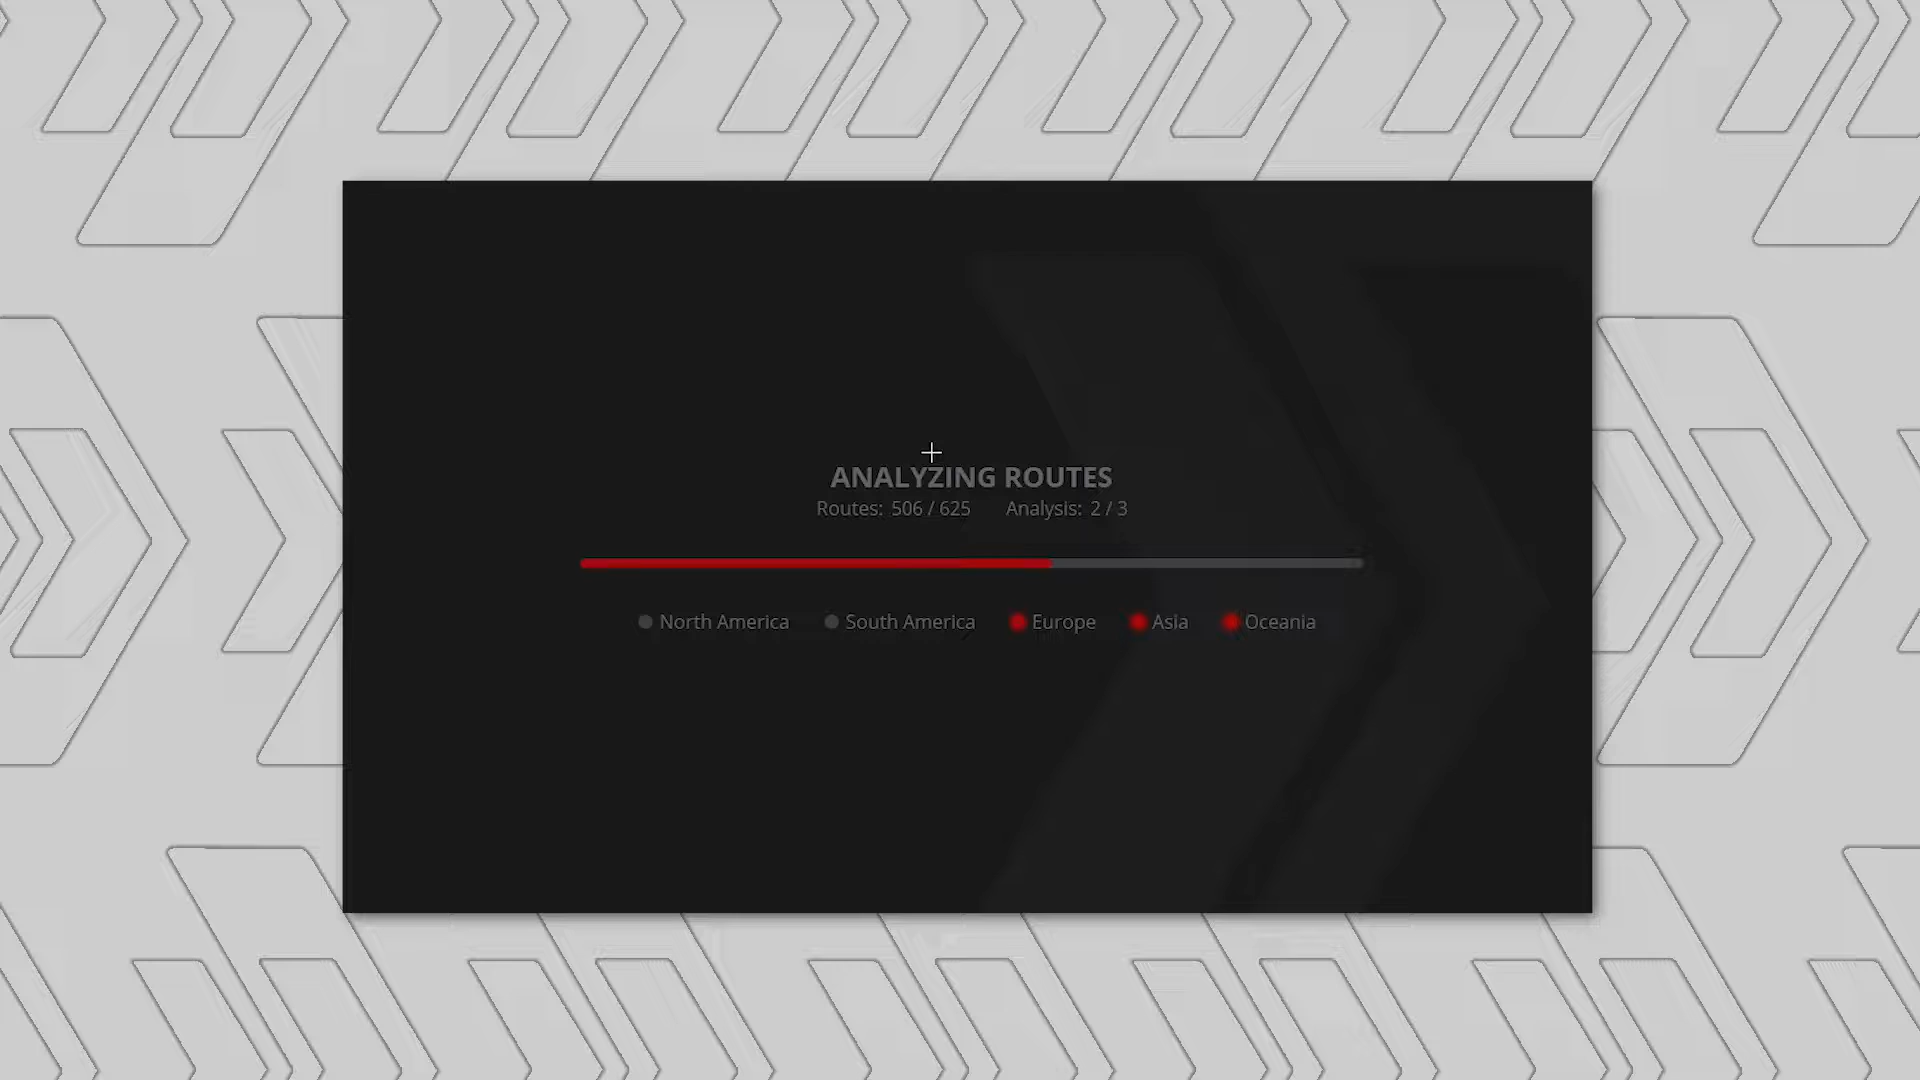 ANALYZING ROUTES
Routes: 506 / 625 Analysis: 2 / 3
North America South America Europe Asia Oceania